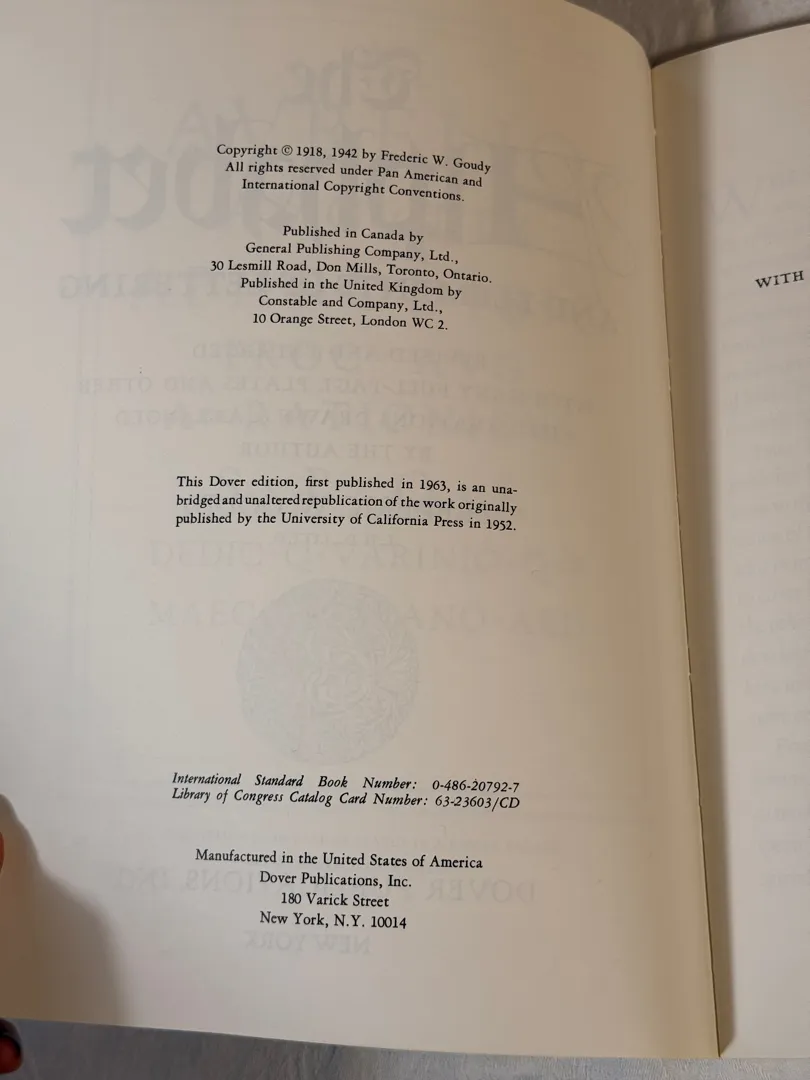 Copyright © 1918, 1942 by Frederic W. Goudy
All rights reserved under Pan American and
International Copyright Conventions.
Published in Canada by
General Publishing Company, Ltd.,
30 Lesmill Road, Don Mills, Toronto, Ontario.
Published in the United Kingdom by
Constable and Company, Ltd.,
10 Orange Street, London WC 2.
This Dover edition, first published in 1963, is an una-
bridged and unaltered republication of the work originally
published by the University of California Press in 1952.
International Standard Book Number: 0-486-20792-7
Library of Congress Catalog Card Number: 63-23603/CD
Manufactured in the United States of America
Dover Publications, Inc.
180 Varick Street
New York, N.Y. 10014
WITH